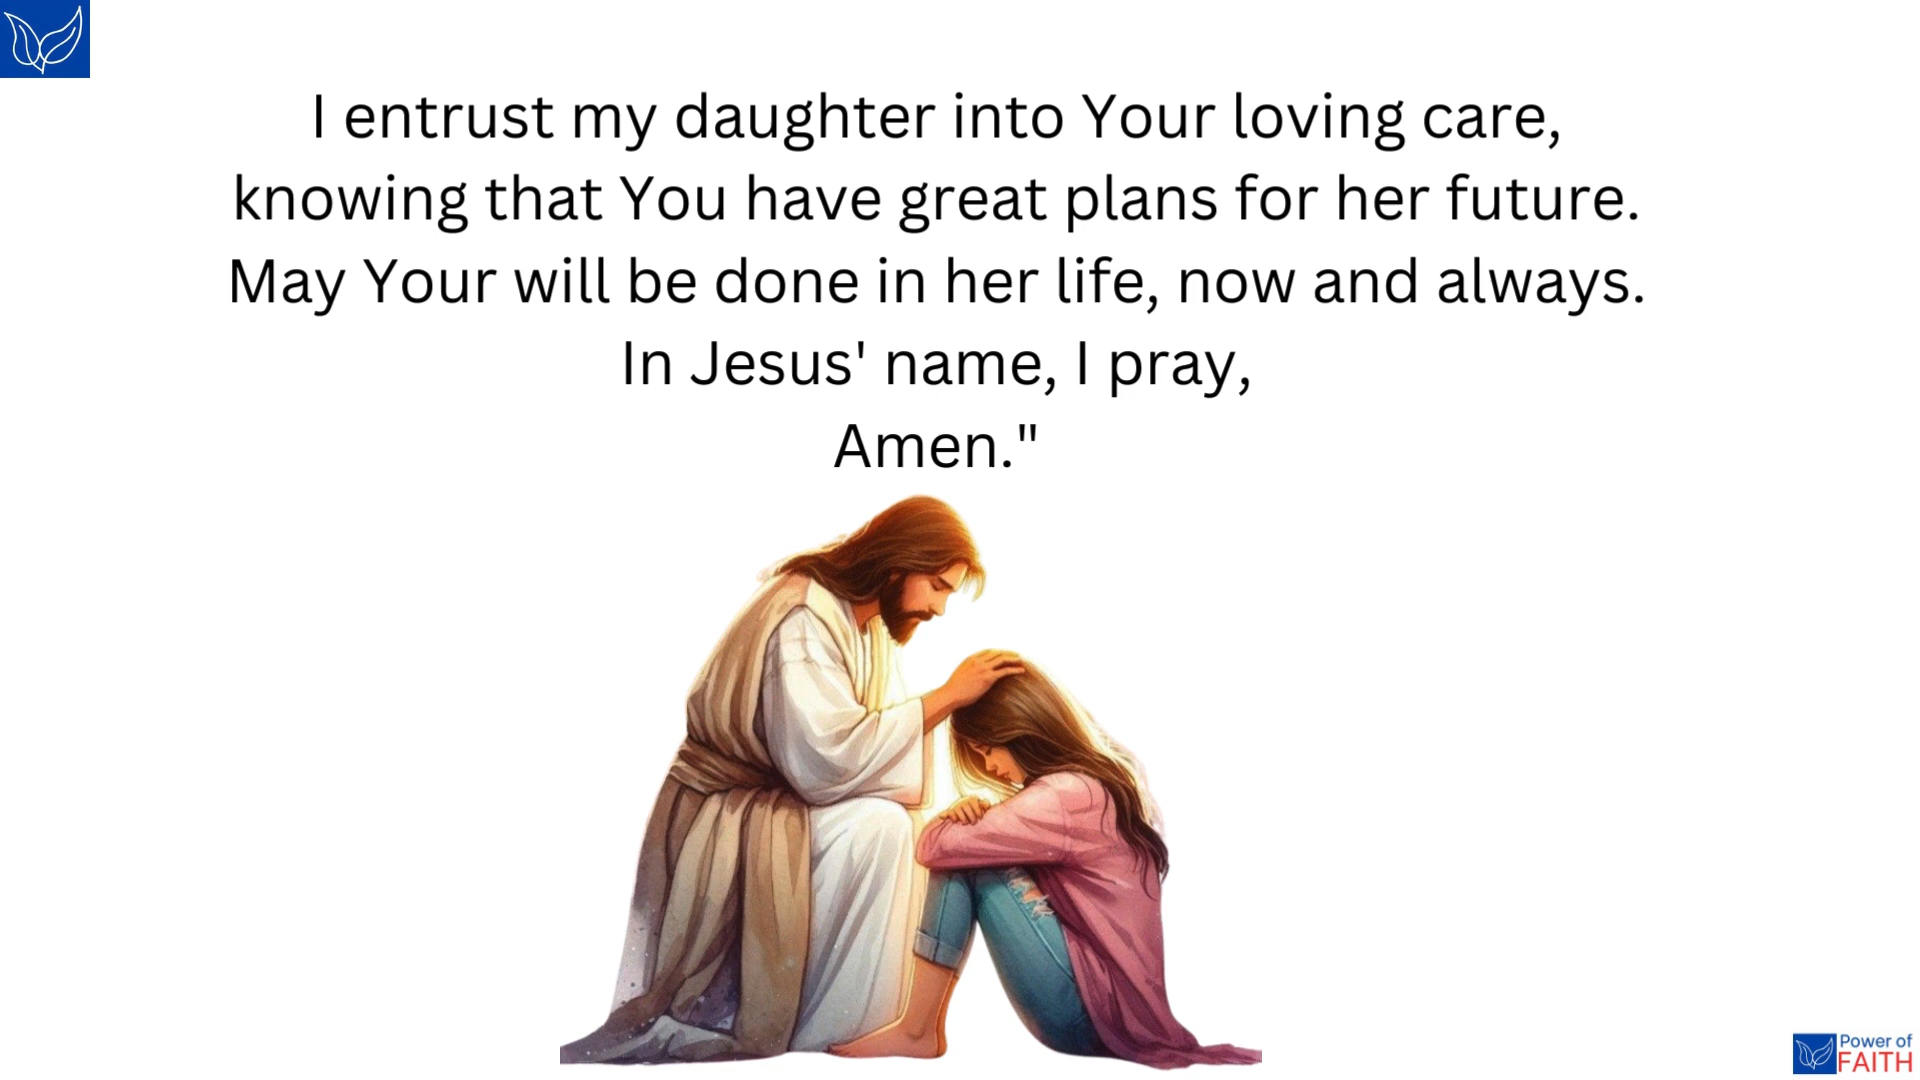 I entrust my daughter into Your loving care,
knowing that You have great plans for her future.
May Your will be done in her life, now and always.
In Jesus' name, I pray,
Amen."
Power of
FAITH